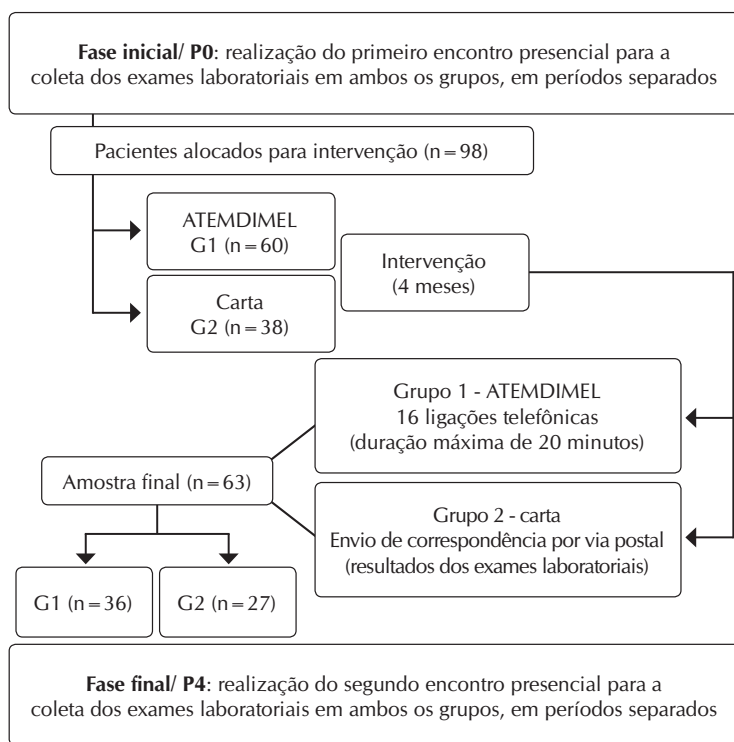 Fase inicial/ P0: realização do primeiro encontro presencial para a
coleta dos exames laboratoriais em ambos os grupos, em períodos separados
Pacientes alocados para intervenção (n=98)
ATEMDIMEL
G1 (n=60)
Intervenção
(4 meses)
Carta
G2 (n=38)
Grupo 1 - ATEMDIMEL
16 ligações telefônicas
(duração máxima de 20 minutos)
Amostra final (n=63)
Grupo 2 - carta
Envio de correspondência por via postal
(resultados dos exames laboratoriais)
G1 (n=36)
G2 (n=27)
Fase final/ P4: realização do segundo encontro presencial para a
coleta dos exames laboratoriais em ambos os grupos, em períodos separados